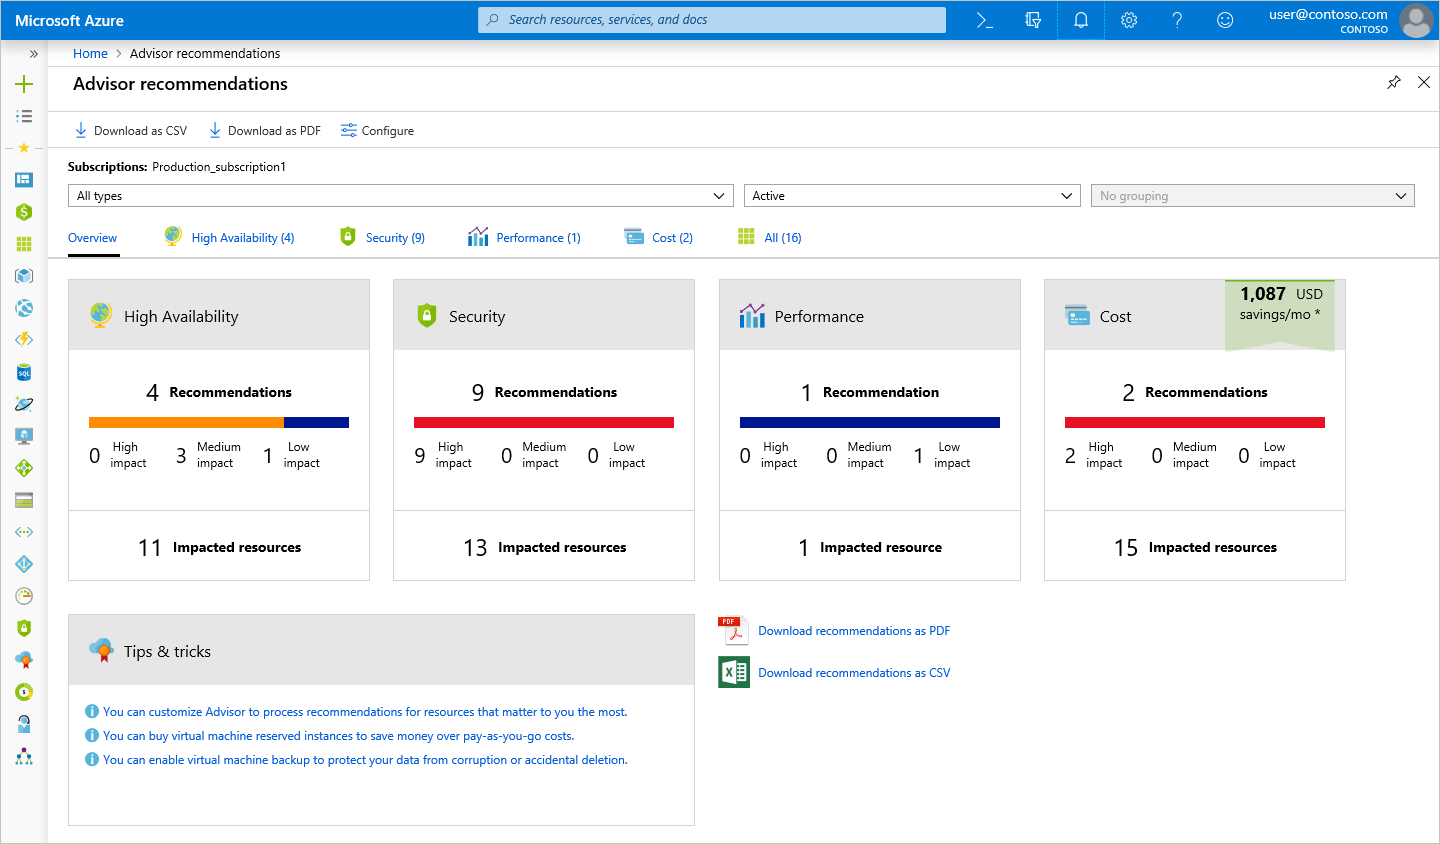 Microsoft Azure
Search resources, services, and docs
user@contoso.com
CONTOSO
Home > Advisor recommendations
Advisor recommendations
Download as CSV Download as PDF Configure
Subscriptions: Production_subscription1
All types Active No grouping
Overview High Availability (4) Security (9) Performance (1) Cost (2) All (16)
High Availability
4 Recommendations
0 High impact 3 Medium impact 1 Low impact
11 Impacted resources
Security
9 Recommendations
9 High impact 0 Medium impact 0 Low impact
13 Impacted resources
Performance
1 Recommendation
0 High impact 0 Medium impact 1 Low impact
1 Impacted resource
Cost
1,087 USD
savings/mo *
2 Recommendations
2 High impact 0 Medium impact 0 Low impact
15 Impacted resources
Tips & tricks
You can customize Advisor to process recommendations for resources that matter to you the most.
You can buy virtual machine reserved instances to save money over pay-as-you-go costs.
You can enable virtual machine backup to protect your data from corruption or accidental deletion.
PDF
Download recommendations as PDF
Download recommendations as CSV
SQL